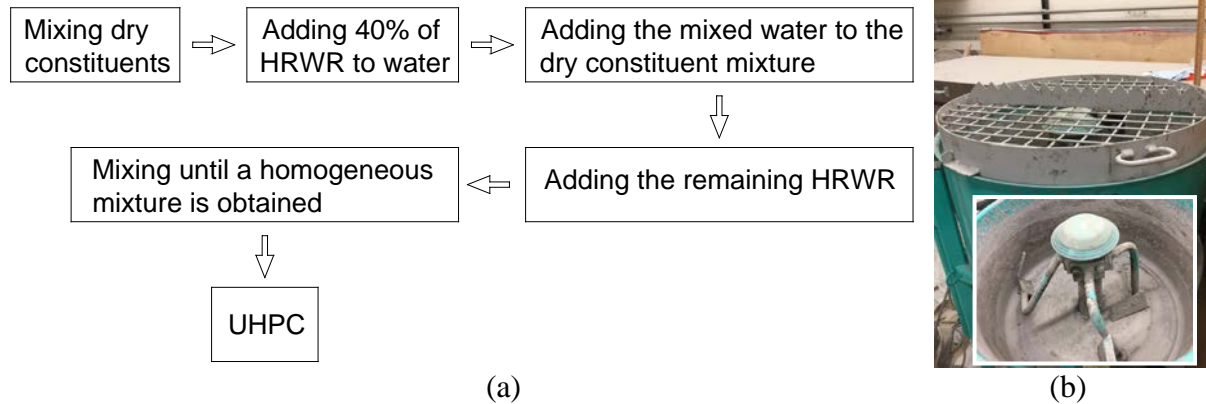 Mixing dry
constituents
Adding 40% of
HRWR to water
Adding the mixed water to the
dry constituent mixture
Adding the remaining HRWR
Mixing until a homogeneous
mixture is obtained
UHPC
(a)
(b)